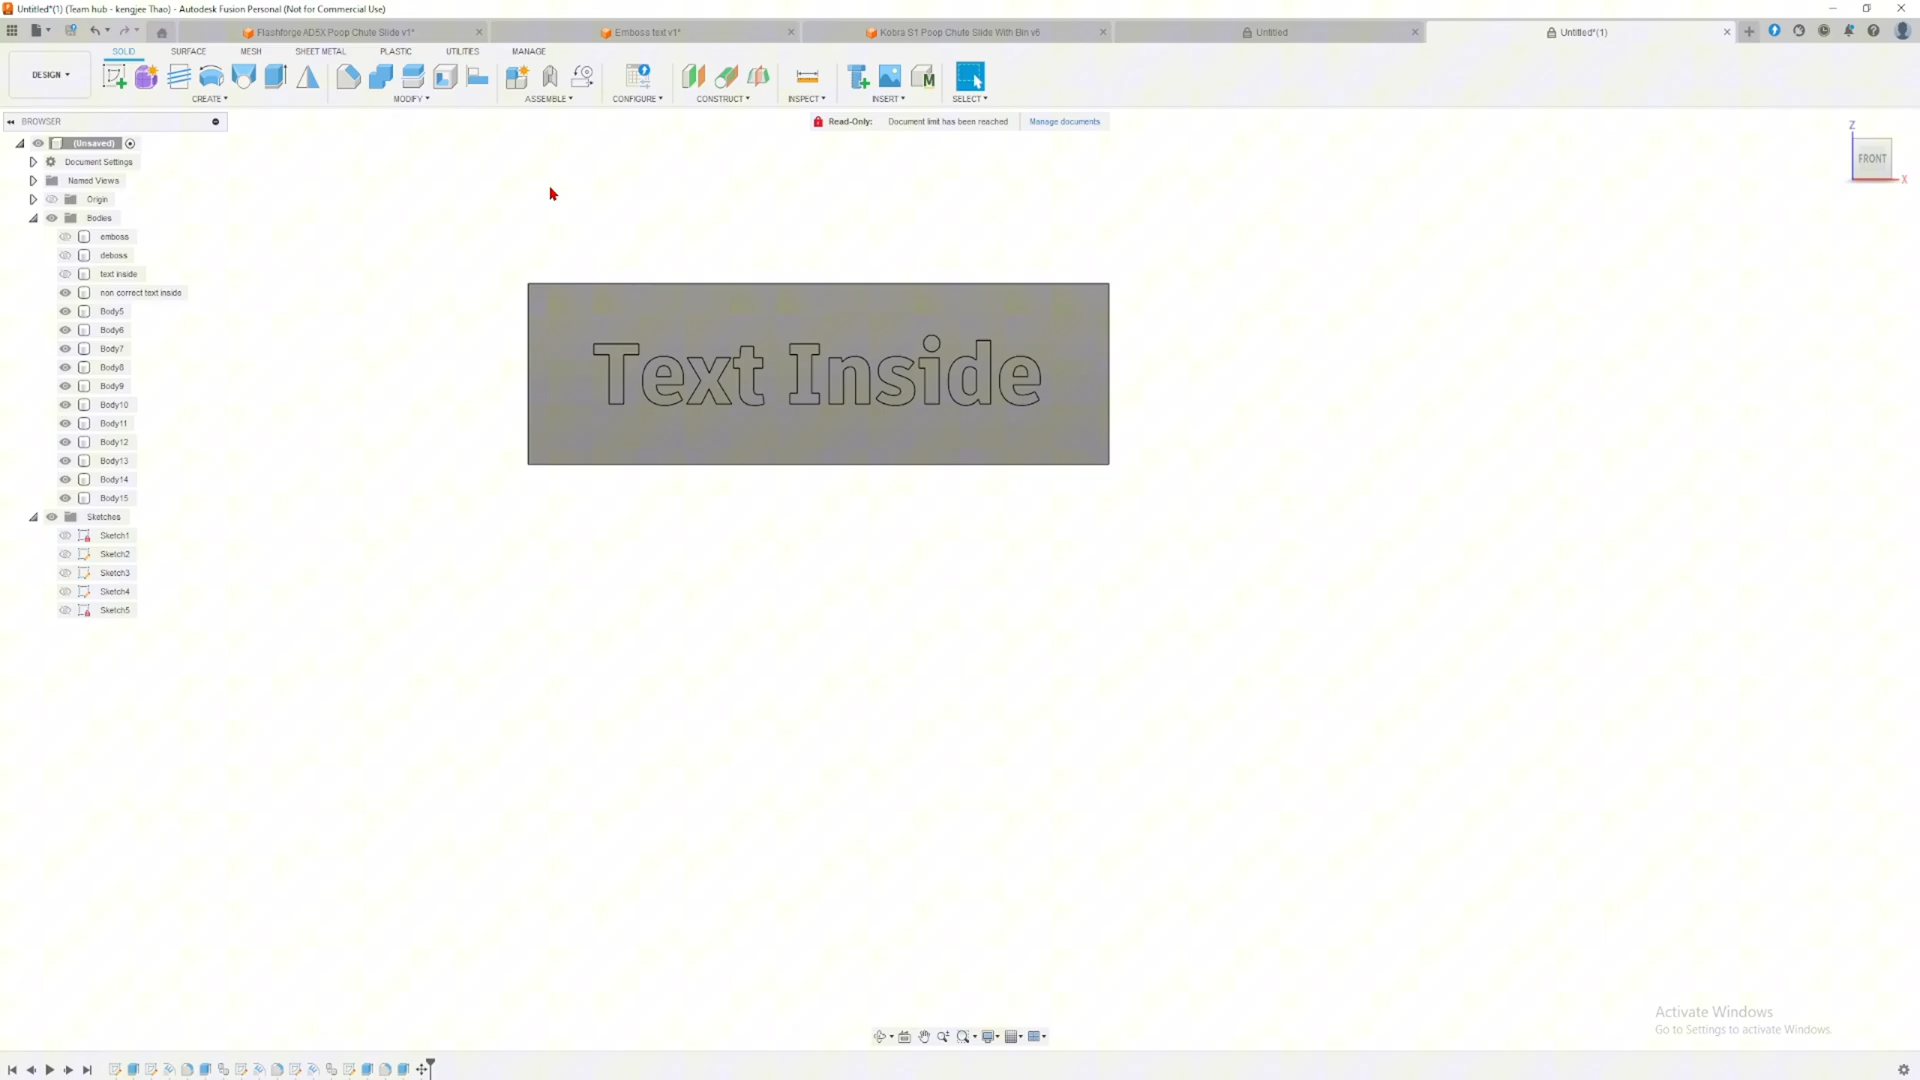 Untitled*(1) (Team hub - kengjee Thao) - Autodesk Fusion Personal (Not for Commercial Use)
Flashforge AD5X Poop Chute Slide v1*
Emboss text v1*
Kobra S1 Poop Chute Slide With Bin v6
Untitled
Untitled*(1)
SOLID SURFACE MESH SHEET METAL PLASTIC UTILITIES MANAGE
DESIGN
CREATE MODIFY ASSEMBLE CONFIGURE CONSTRUCT INSPECT INSERT SELECT
BROWSER
Read-Only: Document limit has been reached Manage documents
(Unsaved)
Document Settings
Named Views
Origin
Bodies
emboss
deboss
text inside
non correct text inside
Body5
Body6
Body7
Body8
Body9
Body10
Body11
Body12
Body13
Body14
Body15
Sketches
Sketch1
Sketch2
Sketch3
Sketch4
Sketch5
Z
FRONT
X
Text Inside
Activate Windows
Go to Settings to activate Windows.